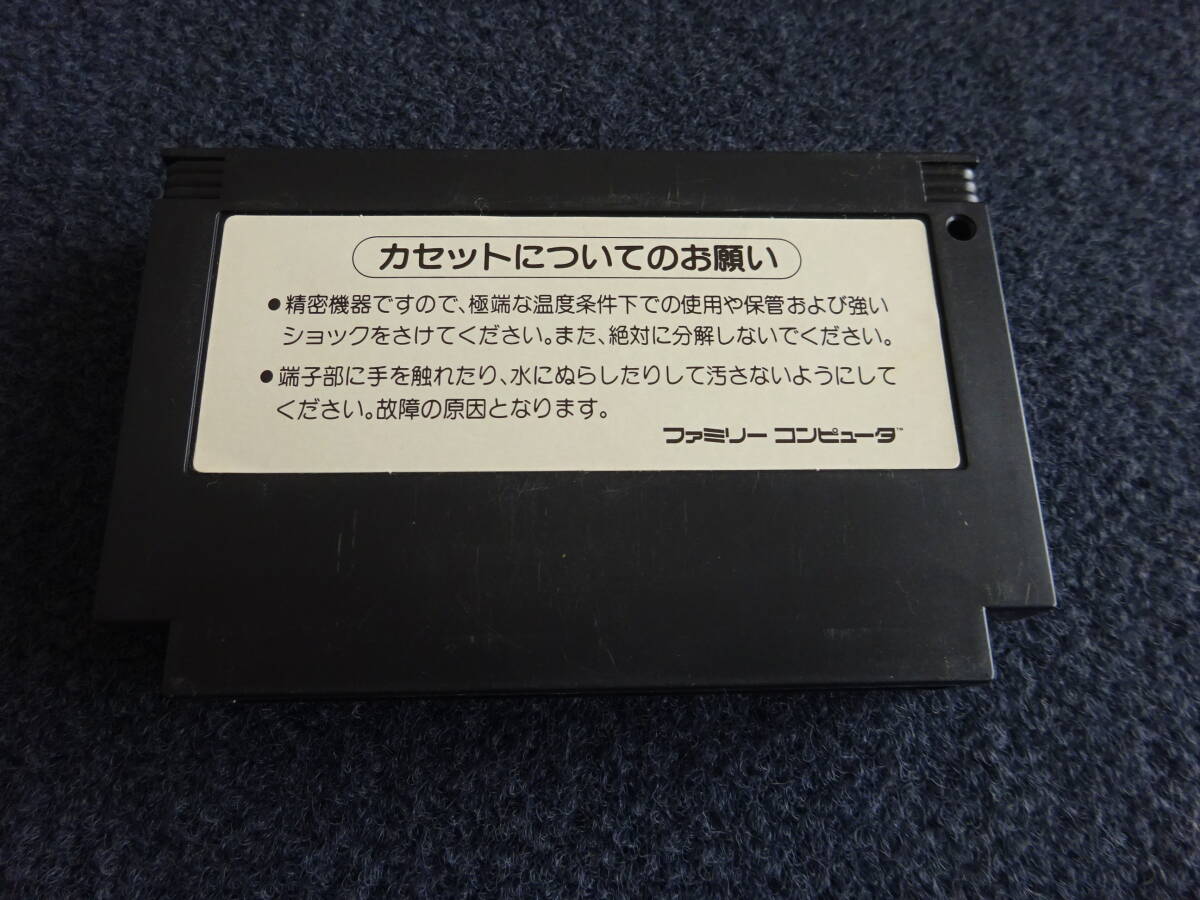 カセットについてのお願い
●精密機器ですので、極端な温度条件下での使用や保管および強い
ショックをさけてください。また、絶対に分解しないでください。
●端子部に手を触れたり、水にぬらしたりして汚さないようにして
ください。故障の原因となります。
ファミリー コンピュータ™